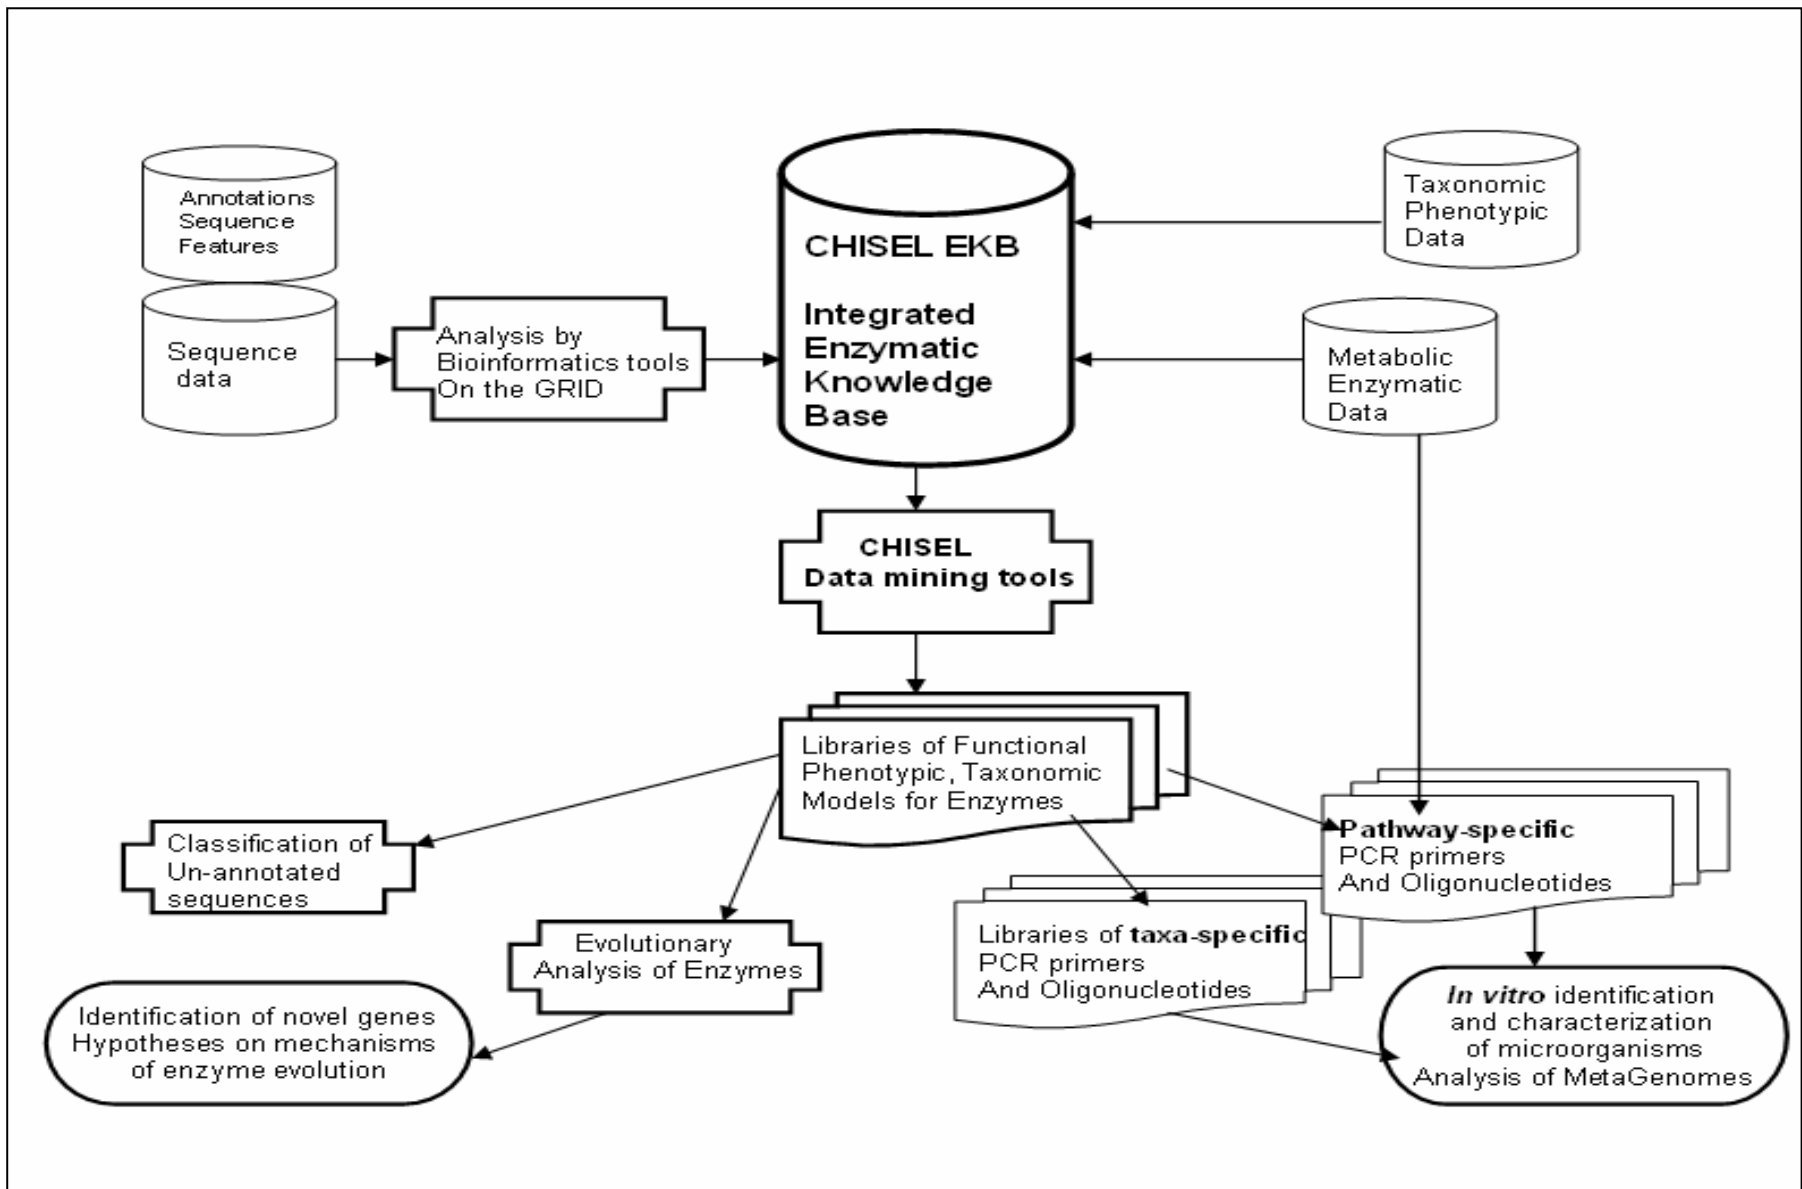 Annotations
Sequence
Features
Sequence
data
Analysis by
Bioinformatics tools
On the GRID
CHISEL EKB
Integrated
Enzymatic
Knowledge
Base
Taxonomic
Phenotypic
Data
Metabolic
Enzymatic
Data
CHISEL
Data mining tools
Libraries of Functional
Phenotypic, Taxonomic
Models for Enzymes
Classification of
Un-annotated
sequences
Evolutionary
Analysis of Enzymes
Identification of novel genes
Hypotheses on mechanisms
of enzyme evolution
Libraries of taxa-specific
PCR primers
And Oligonucleotides
Pathway-specific
PCR primers
And Oligonucleotides
In vitro identification
and characterization
of microorganisms
Analysis of MetaGenomes